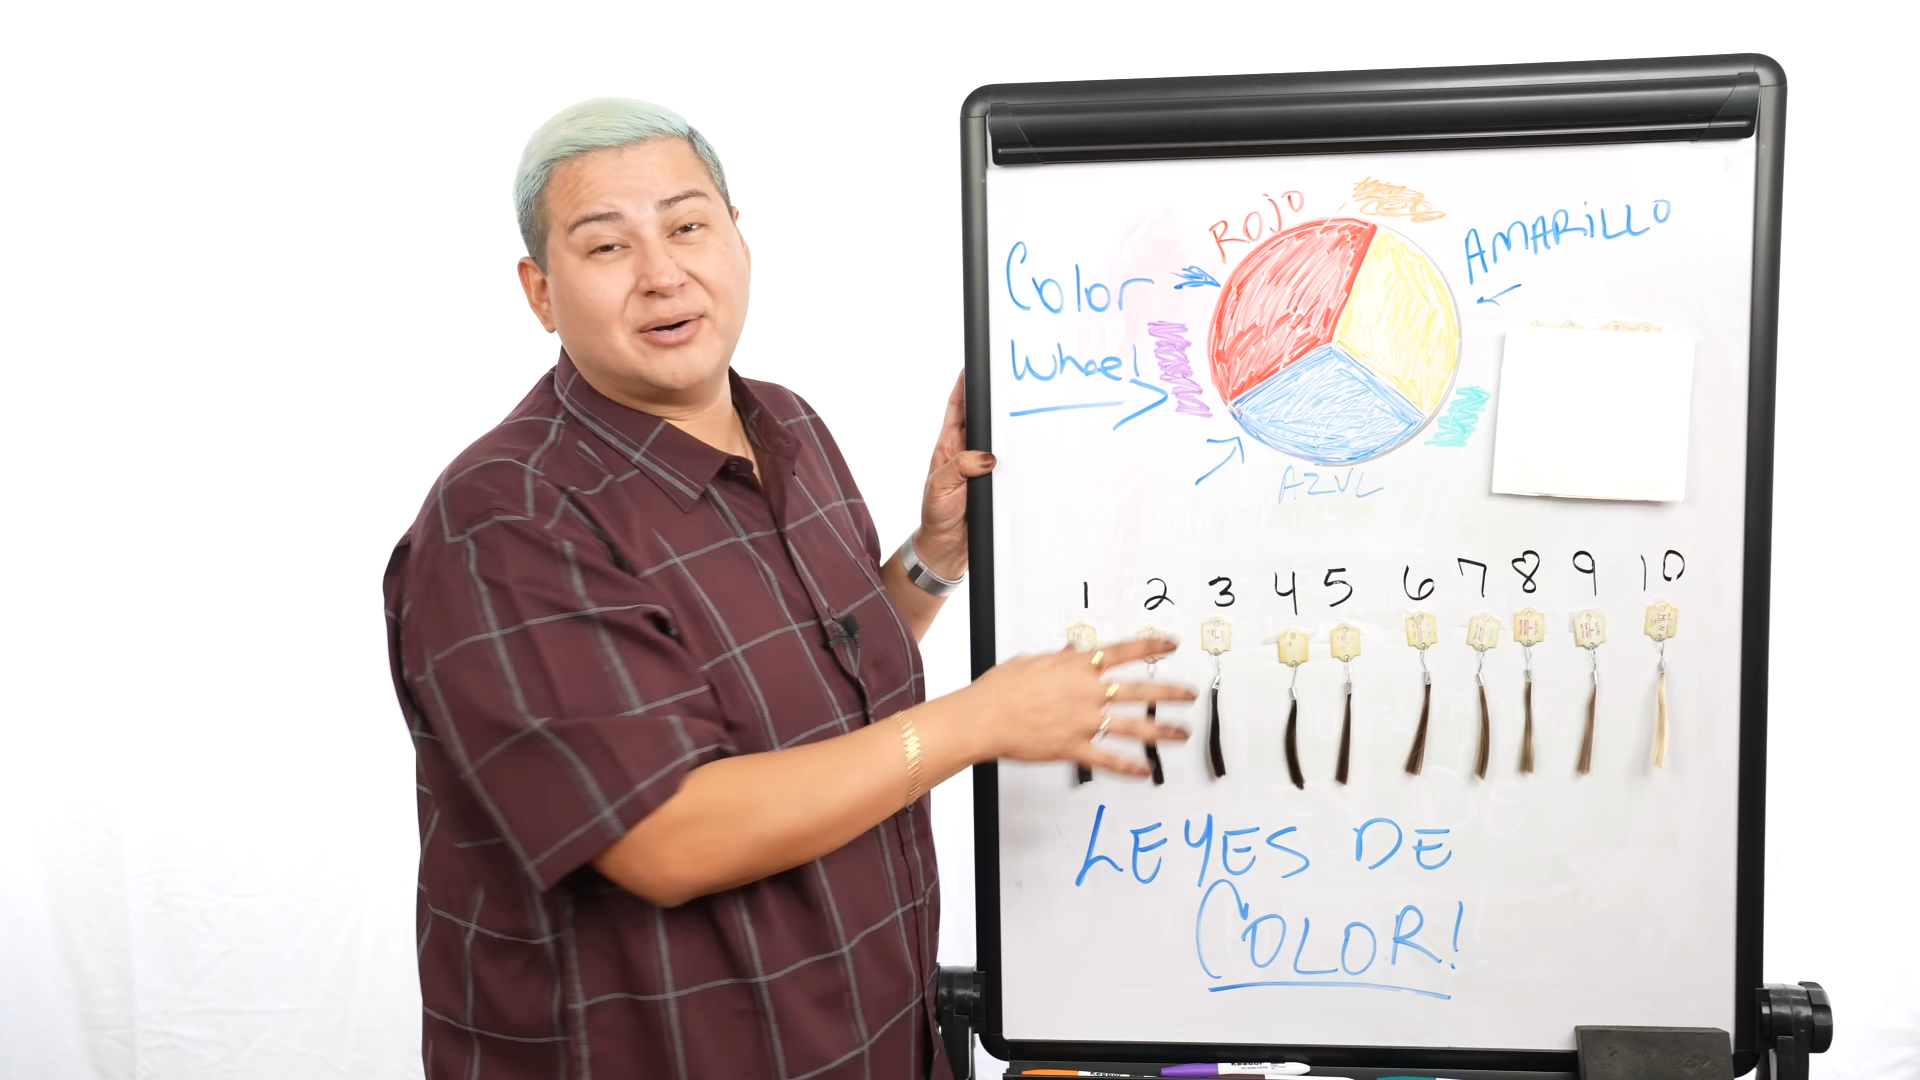 ROJO
AMARILLO
Color
Wheel
AZUL
1 2 3 4 5 6 7 8 9 10
LEYES DE
COLOR!